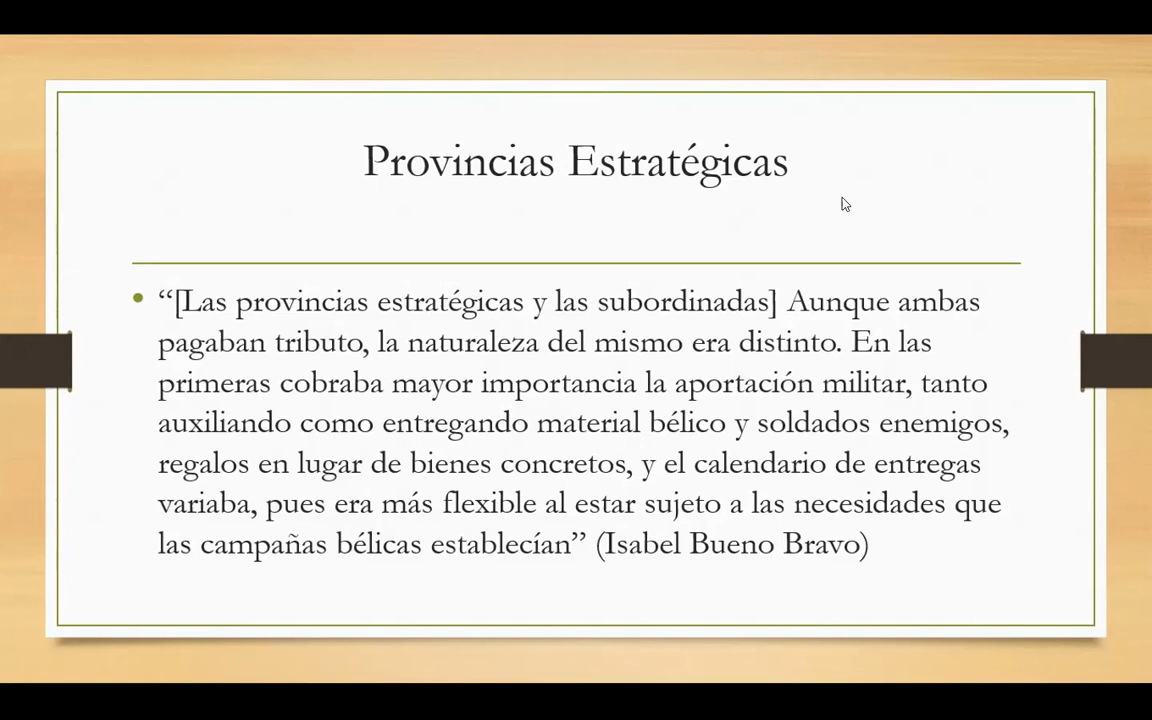 Provincias Estratégicas
• “[Las provincias estratégicas y las subordinadas] Aunque ambas
pagaban tributo, la naturaleza del mismo era distinto. En las
primeras cobraba mayor importancia la aportación militar, tanto
auxiliando como entregando material bélico y soldados enemigos,
regalos en lugar de bienes concretos, y el calendario de entregas
variaba, pues era más flexible al estar sujeto a las necesidades que
las campañas bélicas establecían” (Isabel Bueno Bravo)